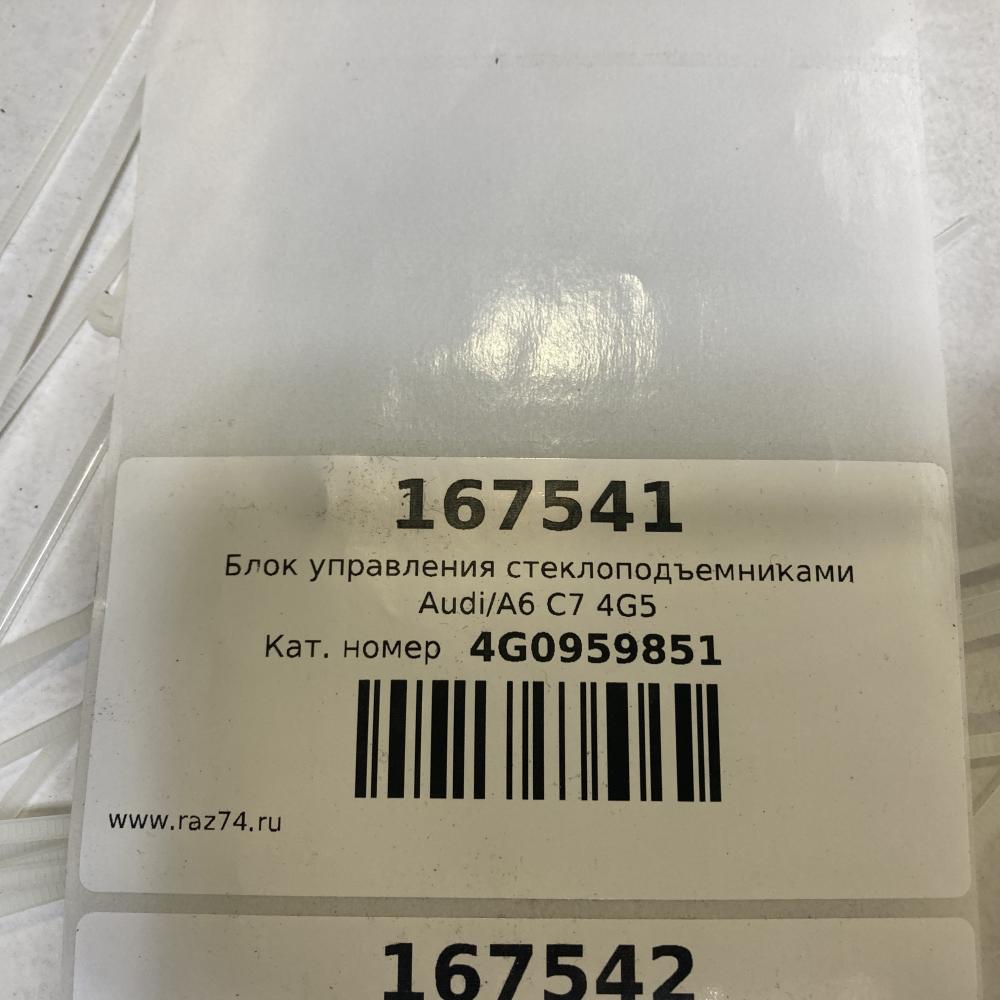 167541
Блок управления стеклоподъемниками
Audi/A6 C7 4G5
Кат. номер 4G0959851
www.raz74.ru
167542